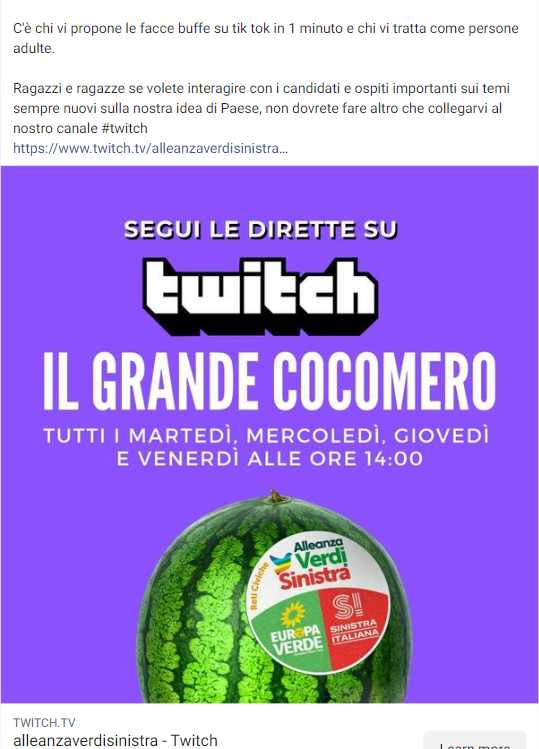 C'è chi vi propone le facce buffe su tik tok in 1 minuto e chi vi tratta come persone
adulte.
Ragazzi e ragazze se volete interagire con i candidati e ospiti importanti sui temi
sempre nuovi sulla nostra idea di Paese, non dovrete fare altro che collegarvi al
nostro canale #twitch
https://www.twitch.tv/alleanzaverdisinistra...
SEGUI LE DIRETTE SU
twitch
IL GRANDE COCOMERO
TUTTI I MARTEDÌ, MERCOLEDÌ, GIOVEDÌ
E VENERDÌ ALLE ORE 14:00
Reti Civiche
Alleanza
Verdi
Sinistra
EUROPA
VERDE
SI
SINISTRA
ITALIANA
TWITCH.TV
alleanzaverdisinistra - Twitch
Learn more